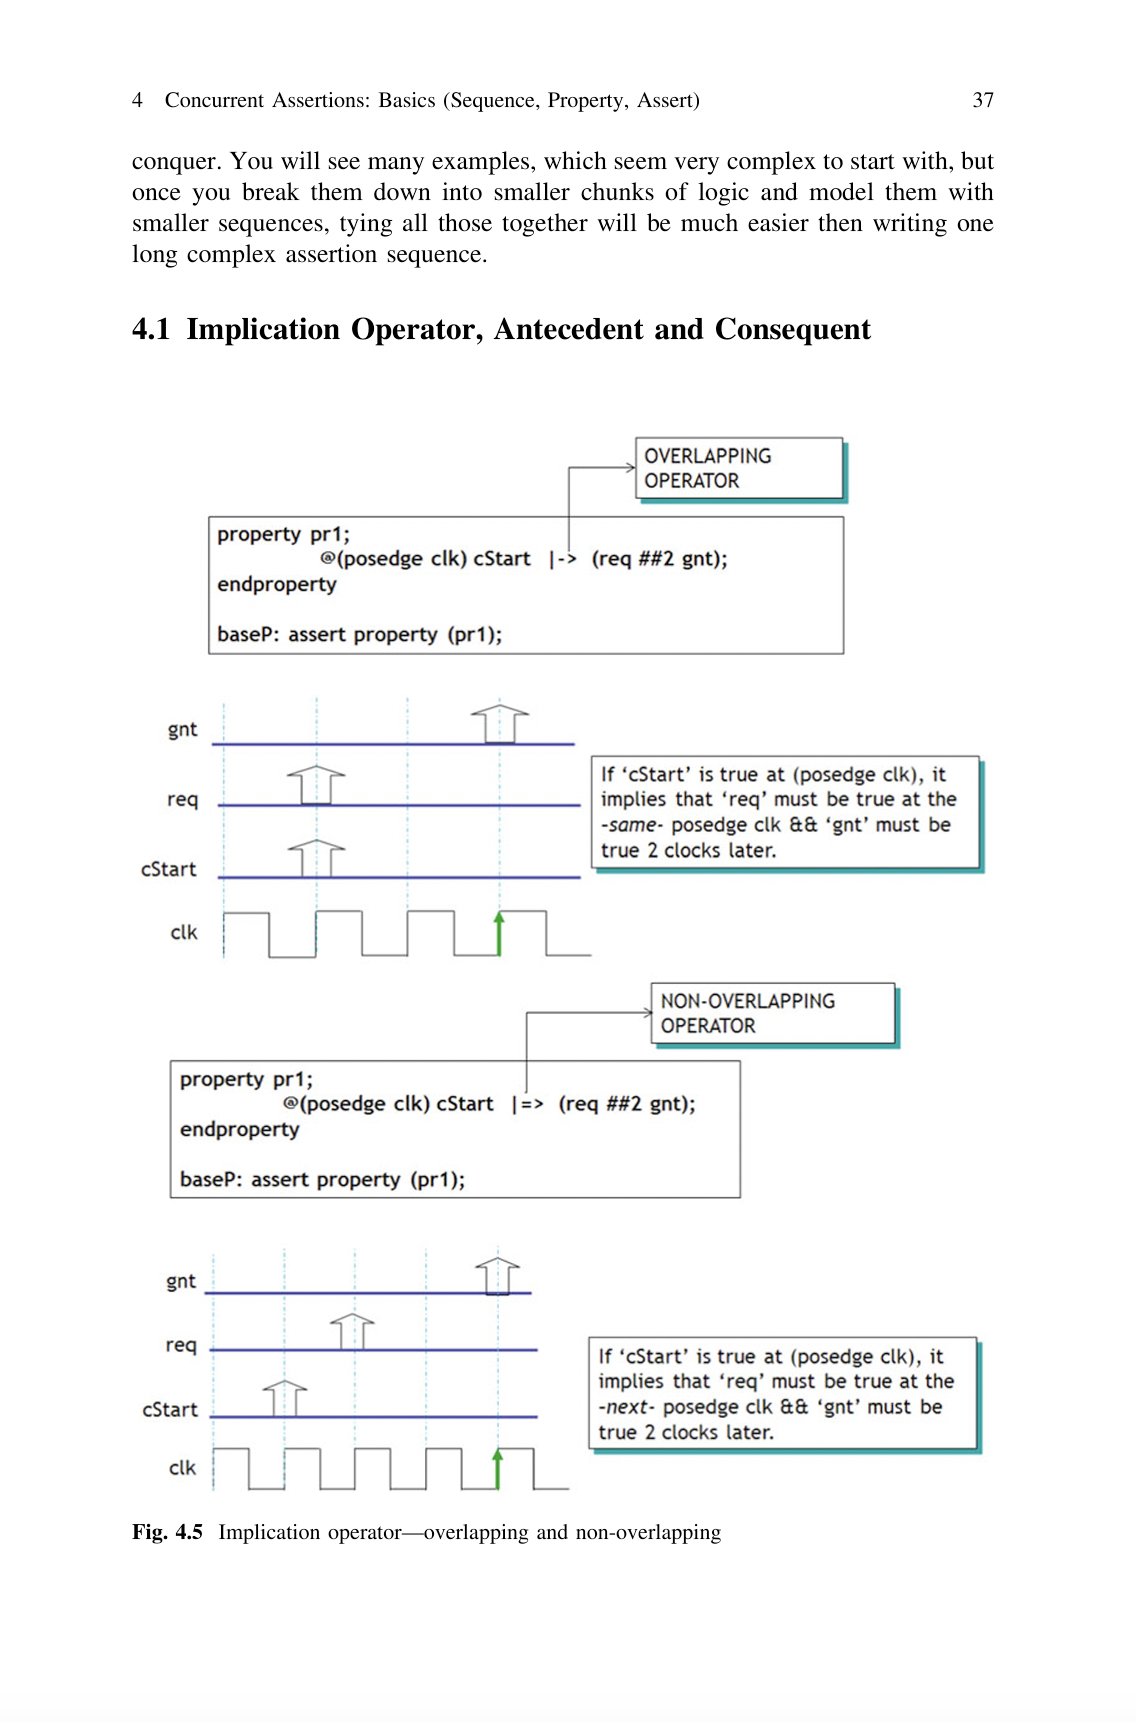 4 Concurrent Assertions: Basics (Sequence, Property, Assert) 37
conquer. You will see many examples, which seem very complex to start with, but
once you break them down into smaller chunks of logic and model them with
smaller sequences, tying all those together will be much easier then writing one
long complex assertion sequence.
4.1 Implication Operator, Antecedent and Consequent
OVERLAPPING
OPERATOR
property pr1;
@(posedge clk) cStart |-> (req ##2 gnt);
endproperty
baseP: assert property (pr1);
gnt
req
cStart
clk
If ‘cStart’ is true at (posedge clk), it
implies that ‘req’ must be true at the
-same- posedge clk && ‘gnt’ must be
true 2 clocks later.
NON-OVERLAPPING
OPERATOR
property pr1;
@(posedge clk) cStart |=> (req ##2 gnt);
endproperty
baseP: assert property (pr1);
gnt
req
cStart
clk
If ‘cStart’ is true at (posedge clk), it
implies that ‘req’ must be true at the
-next- posedge clk && ‘gnt’ must be
true 2 clocks later.
Fig. 4.5 Implication operator—overlapping and non-overlapping